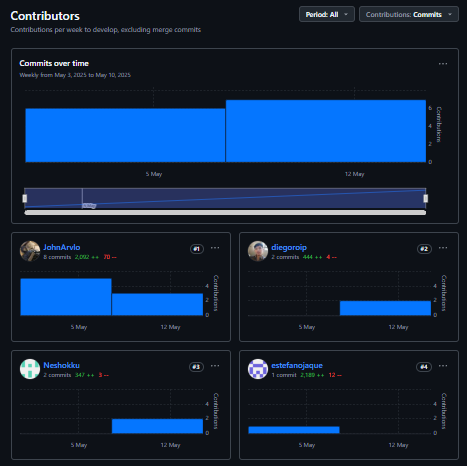 Contributors
Period: All
Contributions: Commits
Contributions per week to develop, excluding merge commits
Commits over time
Weekly from May 3, 2025 to May 10, 2025
6
4
2
0
Contributions
5 May
12 May
JohnArvlo
#1
8 commits 2,092 ++ 70 --
4
2
0
Contributions
5 May
12 May
diegoroip
#2
2 commits 444 ++ 4 --
4
2
0
Contributions
5 May
12 May
Neshokku
#3
2 commits 347 ++ 3 --
4
2
0
Contributions
5 May
12 May
estefanojaque
#4
1 commit 2,189 ++ 12 --
4
2
0
Contributions
5 May
12 May